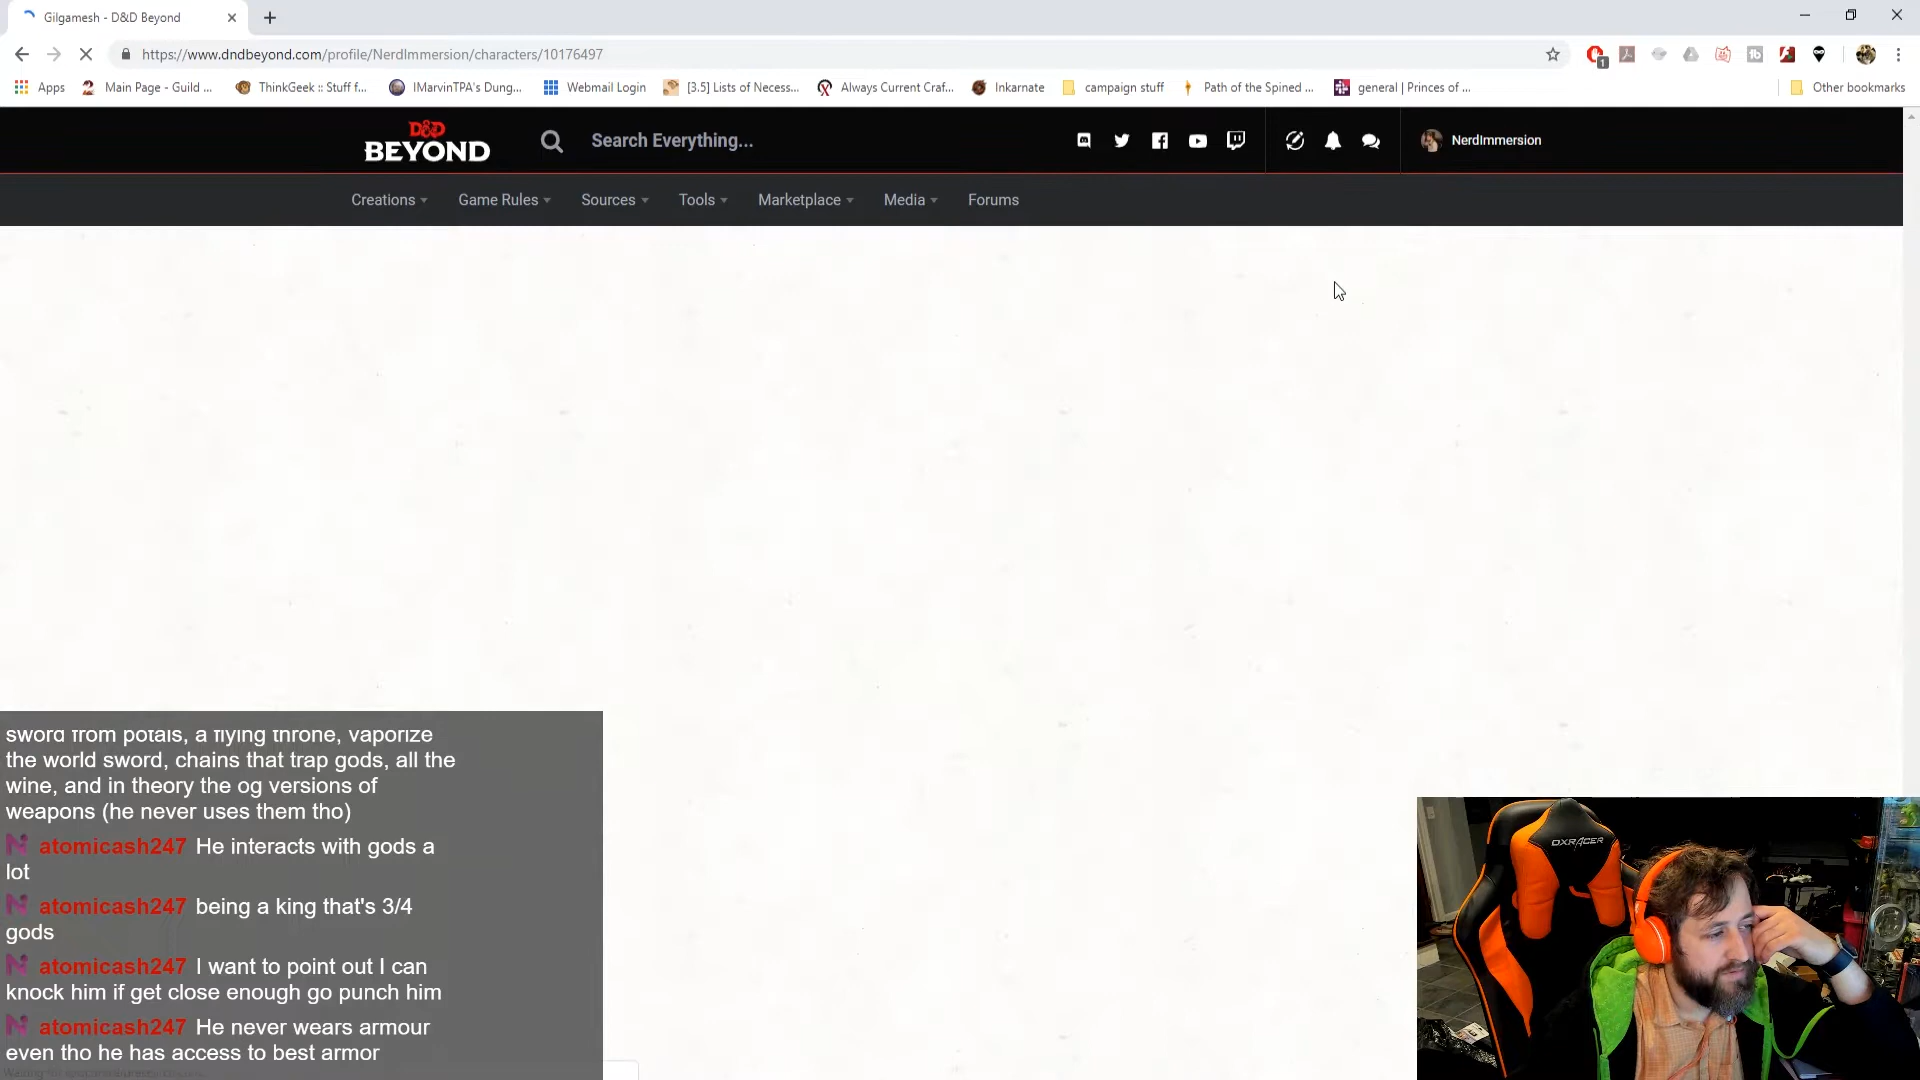 Gilgamesh - D&D Beyond
https://www.dndbeyond.com/profile/NerdImmersion/characters/10176497
1
Apps
Main Page - Guild ...
ThinkGeek :: Stuff f...
IMarvinTPA's Dung...
Webmail Login
[3.5] Lists of Necess...
Always Current Craf...
Inkarnate
campaign stuff
Path of the Spined ...
general | Princes of ...
Other bookmarks
D&D
BEYOND
Search Everything...
NerdImmersion
Creations
Game Rules
Sources
Tools
Marketplace
Media
Forums
sword from potals, a flying throne, vaporize
the world sword, chains that trap gods, all the
wine, and in theory the og versions of
weapons (he never uses them tho)
atomicash247 He interacts with gods a
lot
atomicash247 being a king that's 3/4
gods
atomicash247 I want to point out I can
knock him if get close enough go punch him
atomicash247 He never wears armour
even tho he has access to best armor
DXRACER